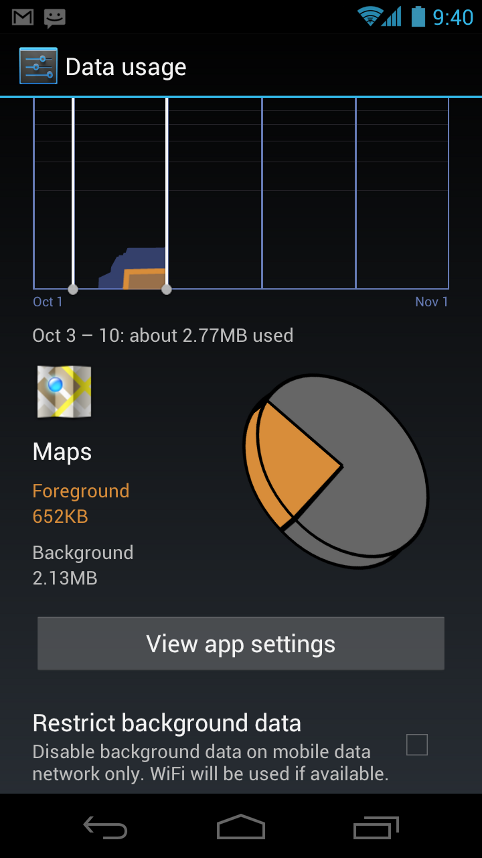 9:40
Data usage
Oct 1
Nov 1
Oct 3 – 10: about 2.77MB used
Maps
Foreground
652KB
Background
2.13MB
View app settings
Restrict background data
Disable background data on mobile data
network only. WiFi will be used if available.